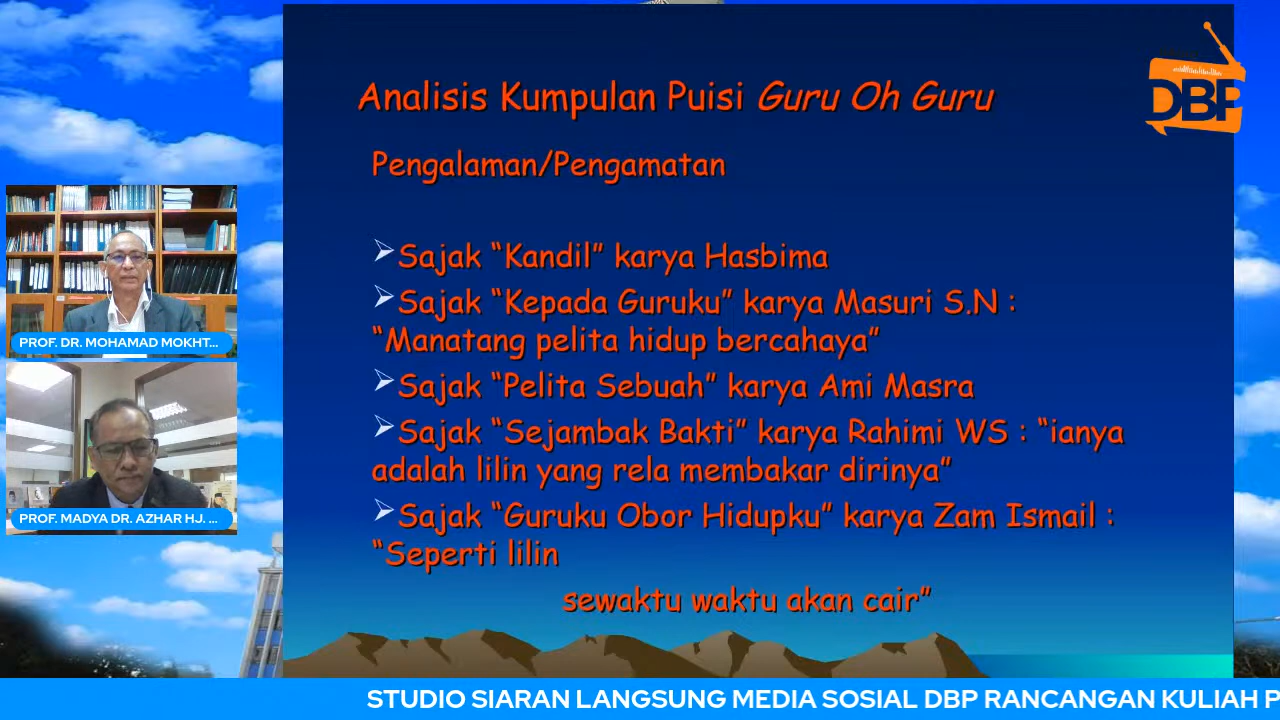 Analisis Kumpulan Puisi Guru Oh Guru
DBP
Pengalaman/Pengamatan
Sajak “Kandil” karya Hasbima
Sajak “Kepada Guruku” karya Masuri S.N :
“Manatang pelita hidup bercahaya”
Sajak “Pelita Sebuah” karya Ami Masra
Sajak “Sejambak Bakti” karya Rahimi WS : “ianya
adalah lilin yang rela membakar dirinya”
Sajak “Guruku Obor Hidupku” karya Zam Ismail :
“Seperti lilin
sewaktu waktu akan cair”
PROF. DR. MOHAMAD MOKHT...
PROF. MADYA DR. AZHAR HJ. ...
STUDIO SIARAN LANGSUNG MEDIA SOSIAL DBP RANCANGAN KULIAH P